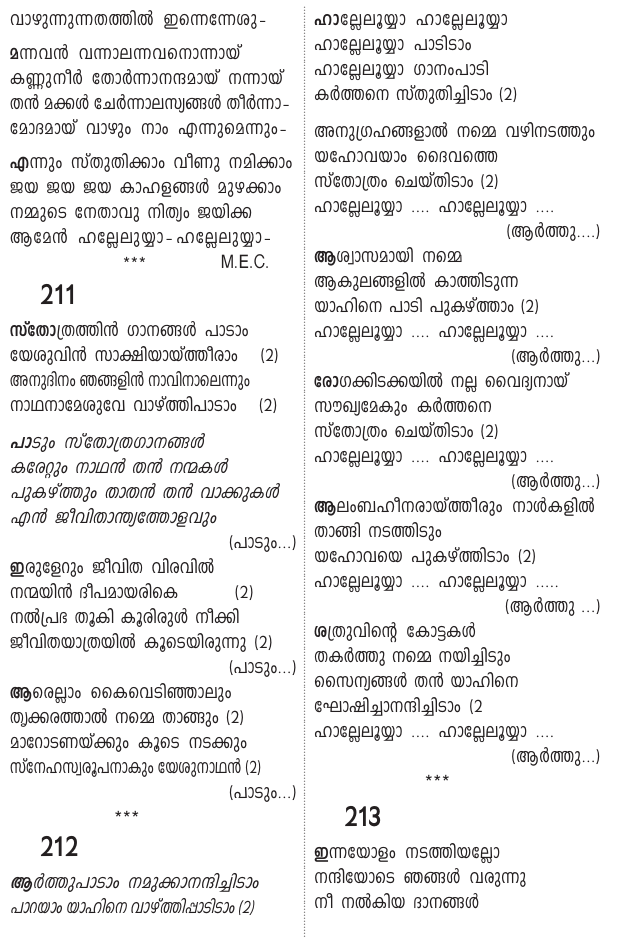 വാഴുന്നുന്നതത്തിൽ ഇന്നെന്നേശു-
മന്നവൻ വന്നാലന്നവനൊന്നായ്
കണ്ണുനീർ തോർന്നാനന്ദമായ് നന്നായ്
തൻ മക്കൾ ചേർന്നാലസ്യങ്ങൾ തീർന്നാ-
മോദമായ് വാഴും നാം എന്നുമെന്നും-
എന്നും സ്തുതിക്കാം വീണു നമിക്കാം
ജയ ജയ ജയ കാഹളങ്ങൾ മുഴക്കാം
നമ്മുടെ നേതാവു നിത്യം ജയിക്ക
ആമേൻ ഹല്ലേലുയ്യാ-ഹല്ലേലുയ്യാ-
*** M.E.C.
211
സ്തോത്രത്തിൻ ഗാനങ്ങൾ പാടാം
യേശുവിൻ സാക്ഷിയായ്ത്തീരാം (2)
അനുദിനം ഞങ്ങളിൻ നാവിനാലെന്നും
നാഥനാമേശുവേ വാഴ്ത്തിപാടാം (2)
പാടും സ്തോത്രഗാനങ്ങൾ
കരേറ്റും നാഥൻ തൻ നന്മകൾ
പുകഴ്ത്തും താതൻ തൻ വാക്കുകൾ
എൻ ജീവിതാന്ത്യത്തോളവും
(പാടും...)
ഇരുളേറും ജീവിത വിരവിൽ
നന്മയിൻ ദീപമായരികെ (2)
നൽപ്രഭ തൂകി കൂരിരുൾ നീക്കി
ജീവിതയാത്രയിൽ കൂടെയിരുന്നു (2)
(പാടും...)
ആരെല്ലാം കൈവെടിഞ്ഞാലും
തൃക്കരത്താൽ നമ്മെ താങ്ങും (2)
മാറോടണയ്ക്കും കൂടെ നടക്കും
സ്നേഹസ്വരൂപനാകും യേശുനാഥൻ (2)
(പാടും...)
***
212
ആർത്തുപാടാം നമുക്കാനന്ദിച്ചിടാം
പാറയാം യാഹിനെ വാഴ്ത്തിപ്പാടിടാം (2)
ഹാല്ലേലൂയ്യാ ഹാല്ലേലൂയ്യാ
ഹാല്ലേലൂയ്യാ പാടിടാം
ഹാല്ലേലൂയ്യാ ഗാനംപാടി
കർത്തനെ സ്തുതിച്ചിടാം (2)
അനുഗ്രഹങ്ങളാൽ നമ്മെ വഴിനടത്തും
യഹോവയാം ദൈവത്തെ
സ്തോത്രം ചെയ്തിടാം (2)
ഹാല്ലേലൂയ്യാ .... ഹാല്ലേലൂയ്യാ ....
(ആർത്തു....)
ആശ്വാസമായി നമ്മെ
ആകുലങ്ങളിൽ കാത്തിടുന്ന
യാഹിനെ പാടി പുകഴ്ത്താം (2)
ഹാല്ലേലൂയ്യാ .... ഹാല്ലേലൂയ്യാ ....
(ആർത്തു...)
രോഗക്കിടക്കയിൽ നല്ല വൈദ്യനായ്
സൗഖ്യമേകും കർത്തനെ
സ്തോത്രം ചെയ്തിടാം (2)
ഹാല്ലേലൂയ്യാ .... ഹാല്ലേലൂയ്യാ ....
(ആർത്തു...)
ആലംബഹീനരായ്ത്തീരും നാൾകളിൽ
താങ്ങി നടത്തിടും
യഹോവയെ പുകഴ്ത്തിടാം (2)
ഹാല്ലേലൂയ്യാ .... ഹാല്ലേലൂയ്യാ .....
(ആർത്തു ...)
ശത്രുവിന്റെ കോട്ടകൾ
തകർത്തു നമ്മെ നയിച്ചിടും
സൈന്യങ്ങൾ തൻ യാഹിനെ
ഘോഷിച്ചാനന്ദിച്ചിടാം (2
ഹാല്ലേലൂയ്യാ .... ഹാല്ലേലൂയ്യാ ....
(ആർത്തു...)
***
213
ഇന്നയോളം നടത്തിയല്ലോ
നന്ദിയോടെ ഞങ്ങൾ വരുന്നു
നീ നൽകിയ ദാനങ്ങൾ